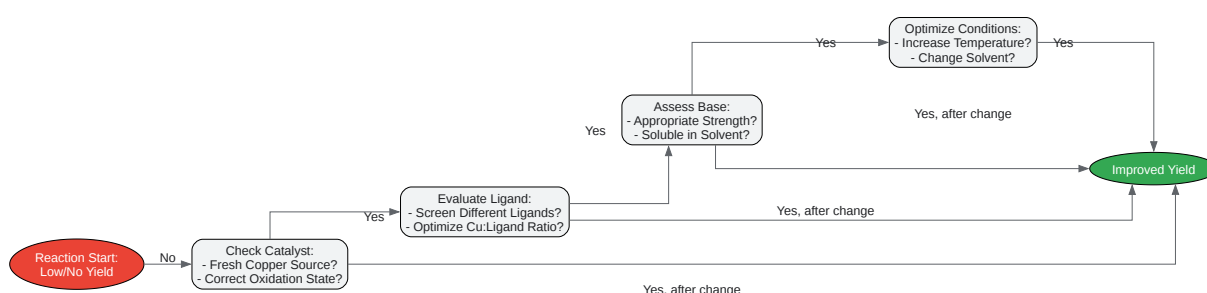 Optimize Conditions:
- Increase Temperature?
- Change Solvent?
Yes
Yes
Assess Base:
- Appropriate Strength?
- Soluble in Solvent?
Yes, after change
Yes
Improved Yield
Evaluate Ligand:
- Screen Different Ligands?
- Optimize Cu:Ligand Ratio?
Yes
Yes, after change
Check Catalyst:
- Fresh Copper Source?
- Correct Oxidation State?
Reaction Start:
Low/No Yield
No
Yes, after change